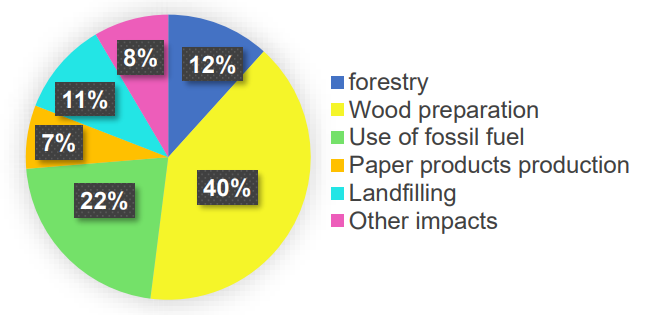 8%
12%
11%
7%
22%
40%
forestry
Wood preparation
Use of fossil fuel
Paper products production
Landfilling
Other impacts